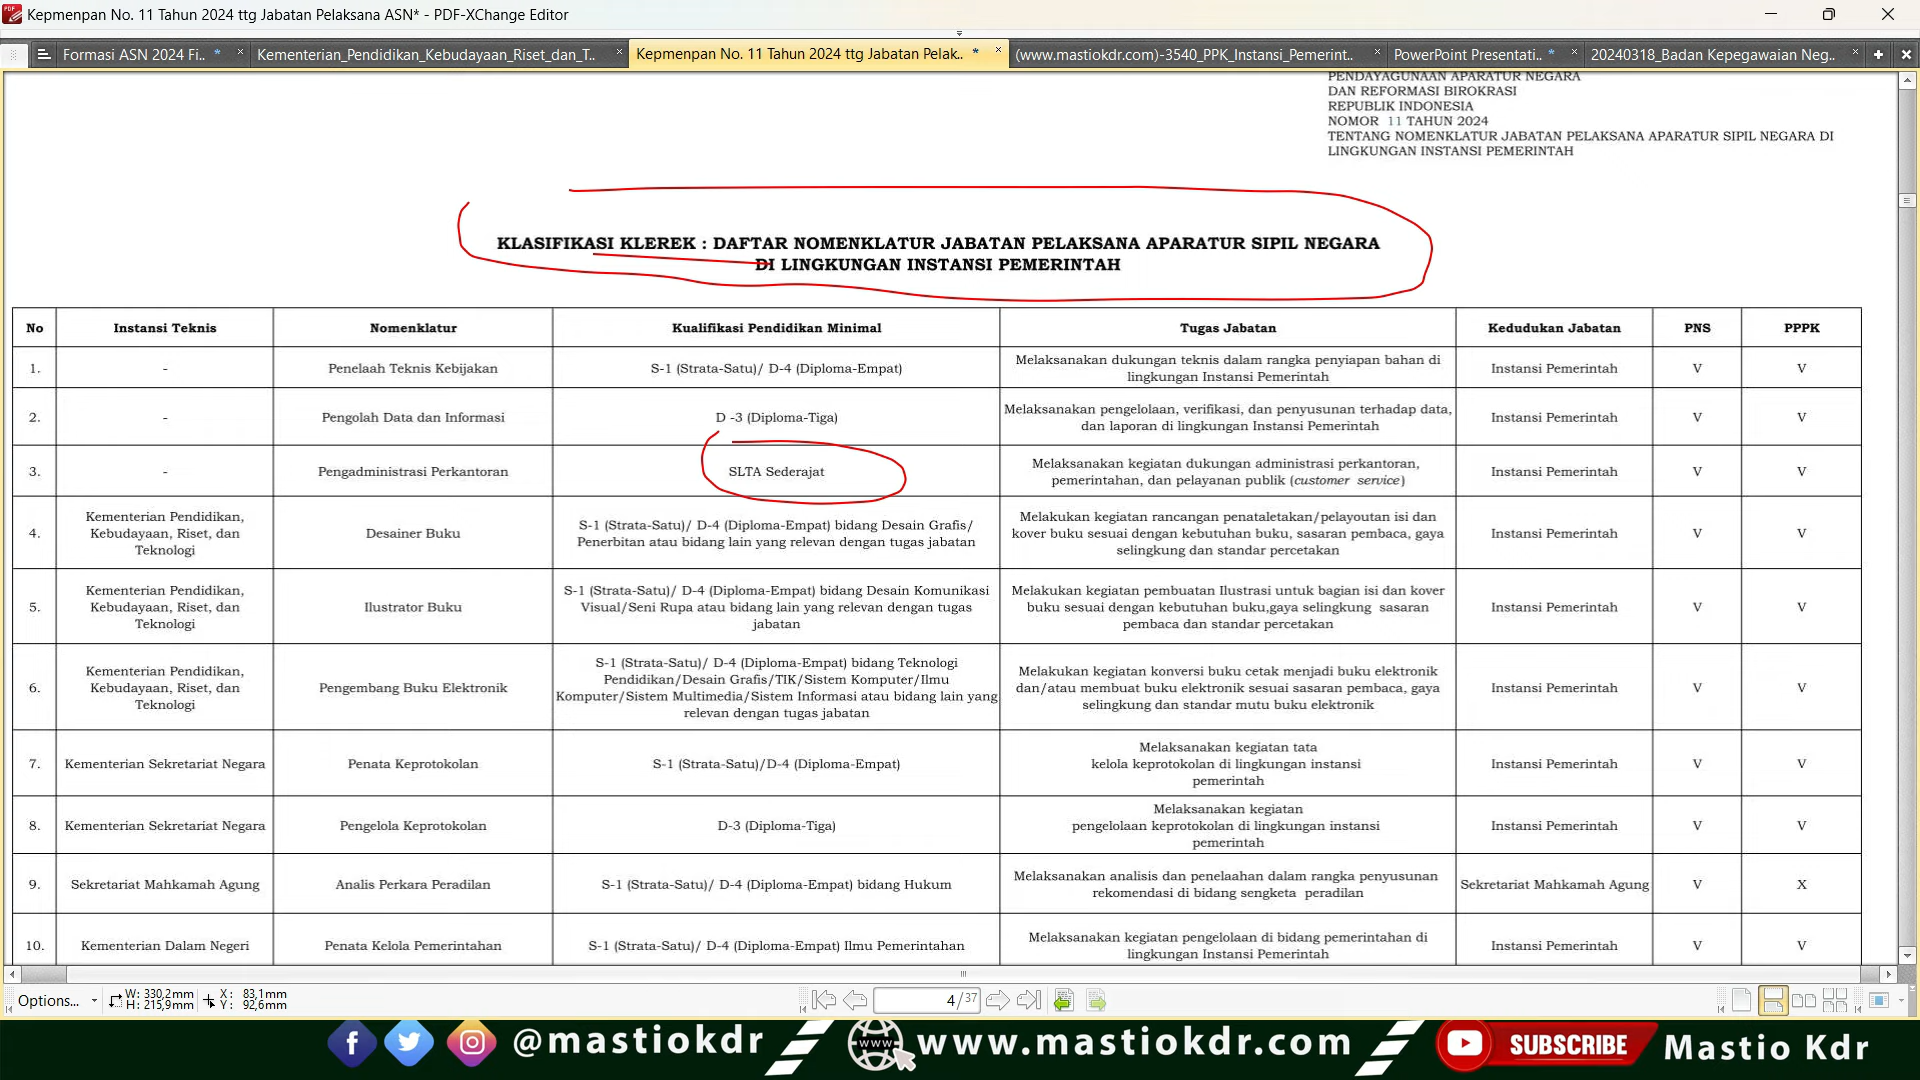 Kepmenpan No. 11 Tahun 2024 ttg Jabatan Pelaksana ASN* - PDF-XChange Editor
Formasi ASN 2024 Fi.. * × Kementerian_Pendidikan_Kebudayaan_Riset_dan_T.. × Kepmenpan No. 11 Tahun 2024 ttg Jabatan Pelak.. * × (www.mastiokdr.com)-3540_PPK_Instansi_Pemerint.. × PowerPoint Presentati.. * × 20240318_Badan Kepegawaian Neg.. ×
PENDAYAGUNAAN APARATUR NEGARA
DAN REFORMASI BIROKRASI
REPUBLIK INDONESIA
NOMOR 11 TAHUN 2024
TENTANG NOMENKLATUR JABATAN PELAKSANA APARATUR SIPIL NEGARA DI
LINGKUNGAN INSTANSI PEMERINTAH
KLASIFIKASI KLEREK : DAFTAR NOMENKLATUR JABATAN PELAKSANA APARATUR SIPIL NEGARA
DI LINGKUNGAN INSTANSI PEMERINTAH
No Instansi Teknis Nomenklatur Kualifikasi Pendidikan Minimal Tugas Jabatan Kedudukan Jabatan PNS PPPK
1. - Penelaah Teknis Kebijakan S-1 (Strata-Satu)/ D-4 (Diploma-Empat) Melaksanakan dukungan teknis dalam rangka penyiapan bahan di
lingkungan Instansi Pemerintah Instansi Pemerintah V V
2. - Pengolah Data dan Informasi D -3 (Diploma-Tiga) Melaksanakan pengelolaan, verifikasi, dan penyusunan terhadap data,
dan laporan di lingkungan Instansi Pemerintah Instansi Pemerintah V V
3. - Pengadministrasi Perkantoran SLTA Sederajat Melaksanakan kegiatan dukungan administrasi perkantoran,
pemerintahan, dan pelayanan publik (customer service) Instansi Pemerintah V V
4. Kementerian Pendidikan,
Kebudayaan, Riset, dan
Teknologi
Desainer Buku
S-1 (Strata-Satu)/ D-4 (Diploma-Empat) bidang Desain Grafis/
Penerbitan atau bidang lain yang relevan dengan tugas jabatan
Melakukan kegiatan rancangan penataletakan/pelayoutan isi dan
kover buku sesuai dengan kebutuhan buku, sasaran pembaca, gaya
selingkung dan standar percetakan
Instansi Pemerintah V V
5. Kementerian Pendidikan,
Kebudayaan, Riset, dan
Teknologi
Ilustrator Buku
S-1 (Strata-Satu)/ D-4 (Diploma-Empat) bidang Desain Komunikasi
Visual/Seni Rupa atau bidang lain yang relevan dengan tugas
jabatan
Melakukan kegiatan pembuatan Ilustrasi untuk bagian isi dan kover
buku sesuai dengan kebutuhan buku,gaya selingkung sasaran
pembaca dan standar percetakan
Instansi Pemerintah V V
6. Kementerian Pendidikan,
Kebudayaan, Riset, dan
Teknologi
Pengembang Buku Elektronik
S-1 (Strata-Satu)/ D-4 (Diploma-Empat) bidang Teknologi
Pendidikan/Desain Grafis/TIK/Sistem Komputer/Ilmu
Komputer/Sistem Multimedia/Sistem Informasi atau bidang lain yang
relevan dengan tugas jabatan
Melakukan kegiatan konversi buku cetak menjadi buku elektronik
dan/atau membuat buku elektronik sesuai sasaran pembaca, gaya
selingkung dan standar mutu buku elektronik
Instansi Pemerintah V V
7. Kementerian Sekretariat Negara Penata Keprotokolan S-1 (Strata-Satu)/D-4 (Diploma-Empat)
Melaksanakan kegiatan tata
kelola keprotokolan di lingkungan instansi
pemerintah
Instansi Pemerintah V V
8. Kementerian Sekretariat Negara Pengelola Keprotokolan D-3 (Diploma-Tiga)
Melaksanakan kegiatan
pengelolaan keprotokolan di lingkungan instansi
pemerintah
Instansi Pemerintah V V
9. Sekretariat Mahkamah Agung Analis Perkara Peradilan S-1 (Strata-Satu)/ D-4 (Diploma-Empat) bidang Hukum
Melaksanakan analisis dan penelaahan dalam rangka penyusunan
rekomendasi di bidang sengketa peradilan
Sekretariat Mahkamah Agung V X
10. Kementerian Dalam Negeri Penata Kelola Pemerintahan S-1 (Strata-Satu)/ D-4 (Diploma-Empat) Ilmu Pemerintahan
Melaksanakan kegiatan pengelolaan di bidang pemerintahan di
lingkungan Instansi Pemerintah
Instansi Pemerintah V V
Options... W: 330,2mm X: 83,1mm
H: 215,9mm Y: 92,6mm
4 /37
@mastiokdr WWW www.mastiokdr.com SUBSCRIBE Mastio Kdr